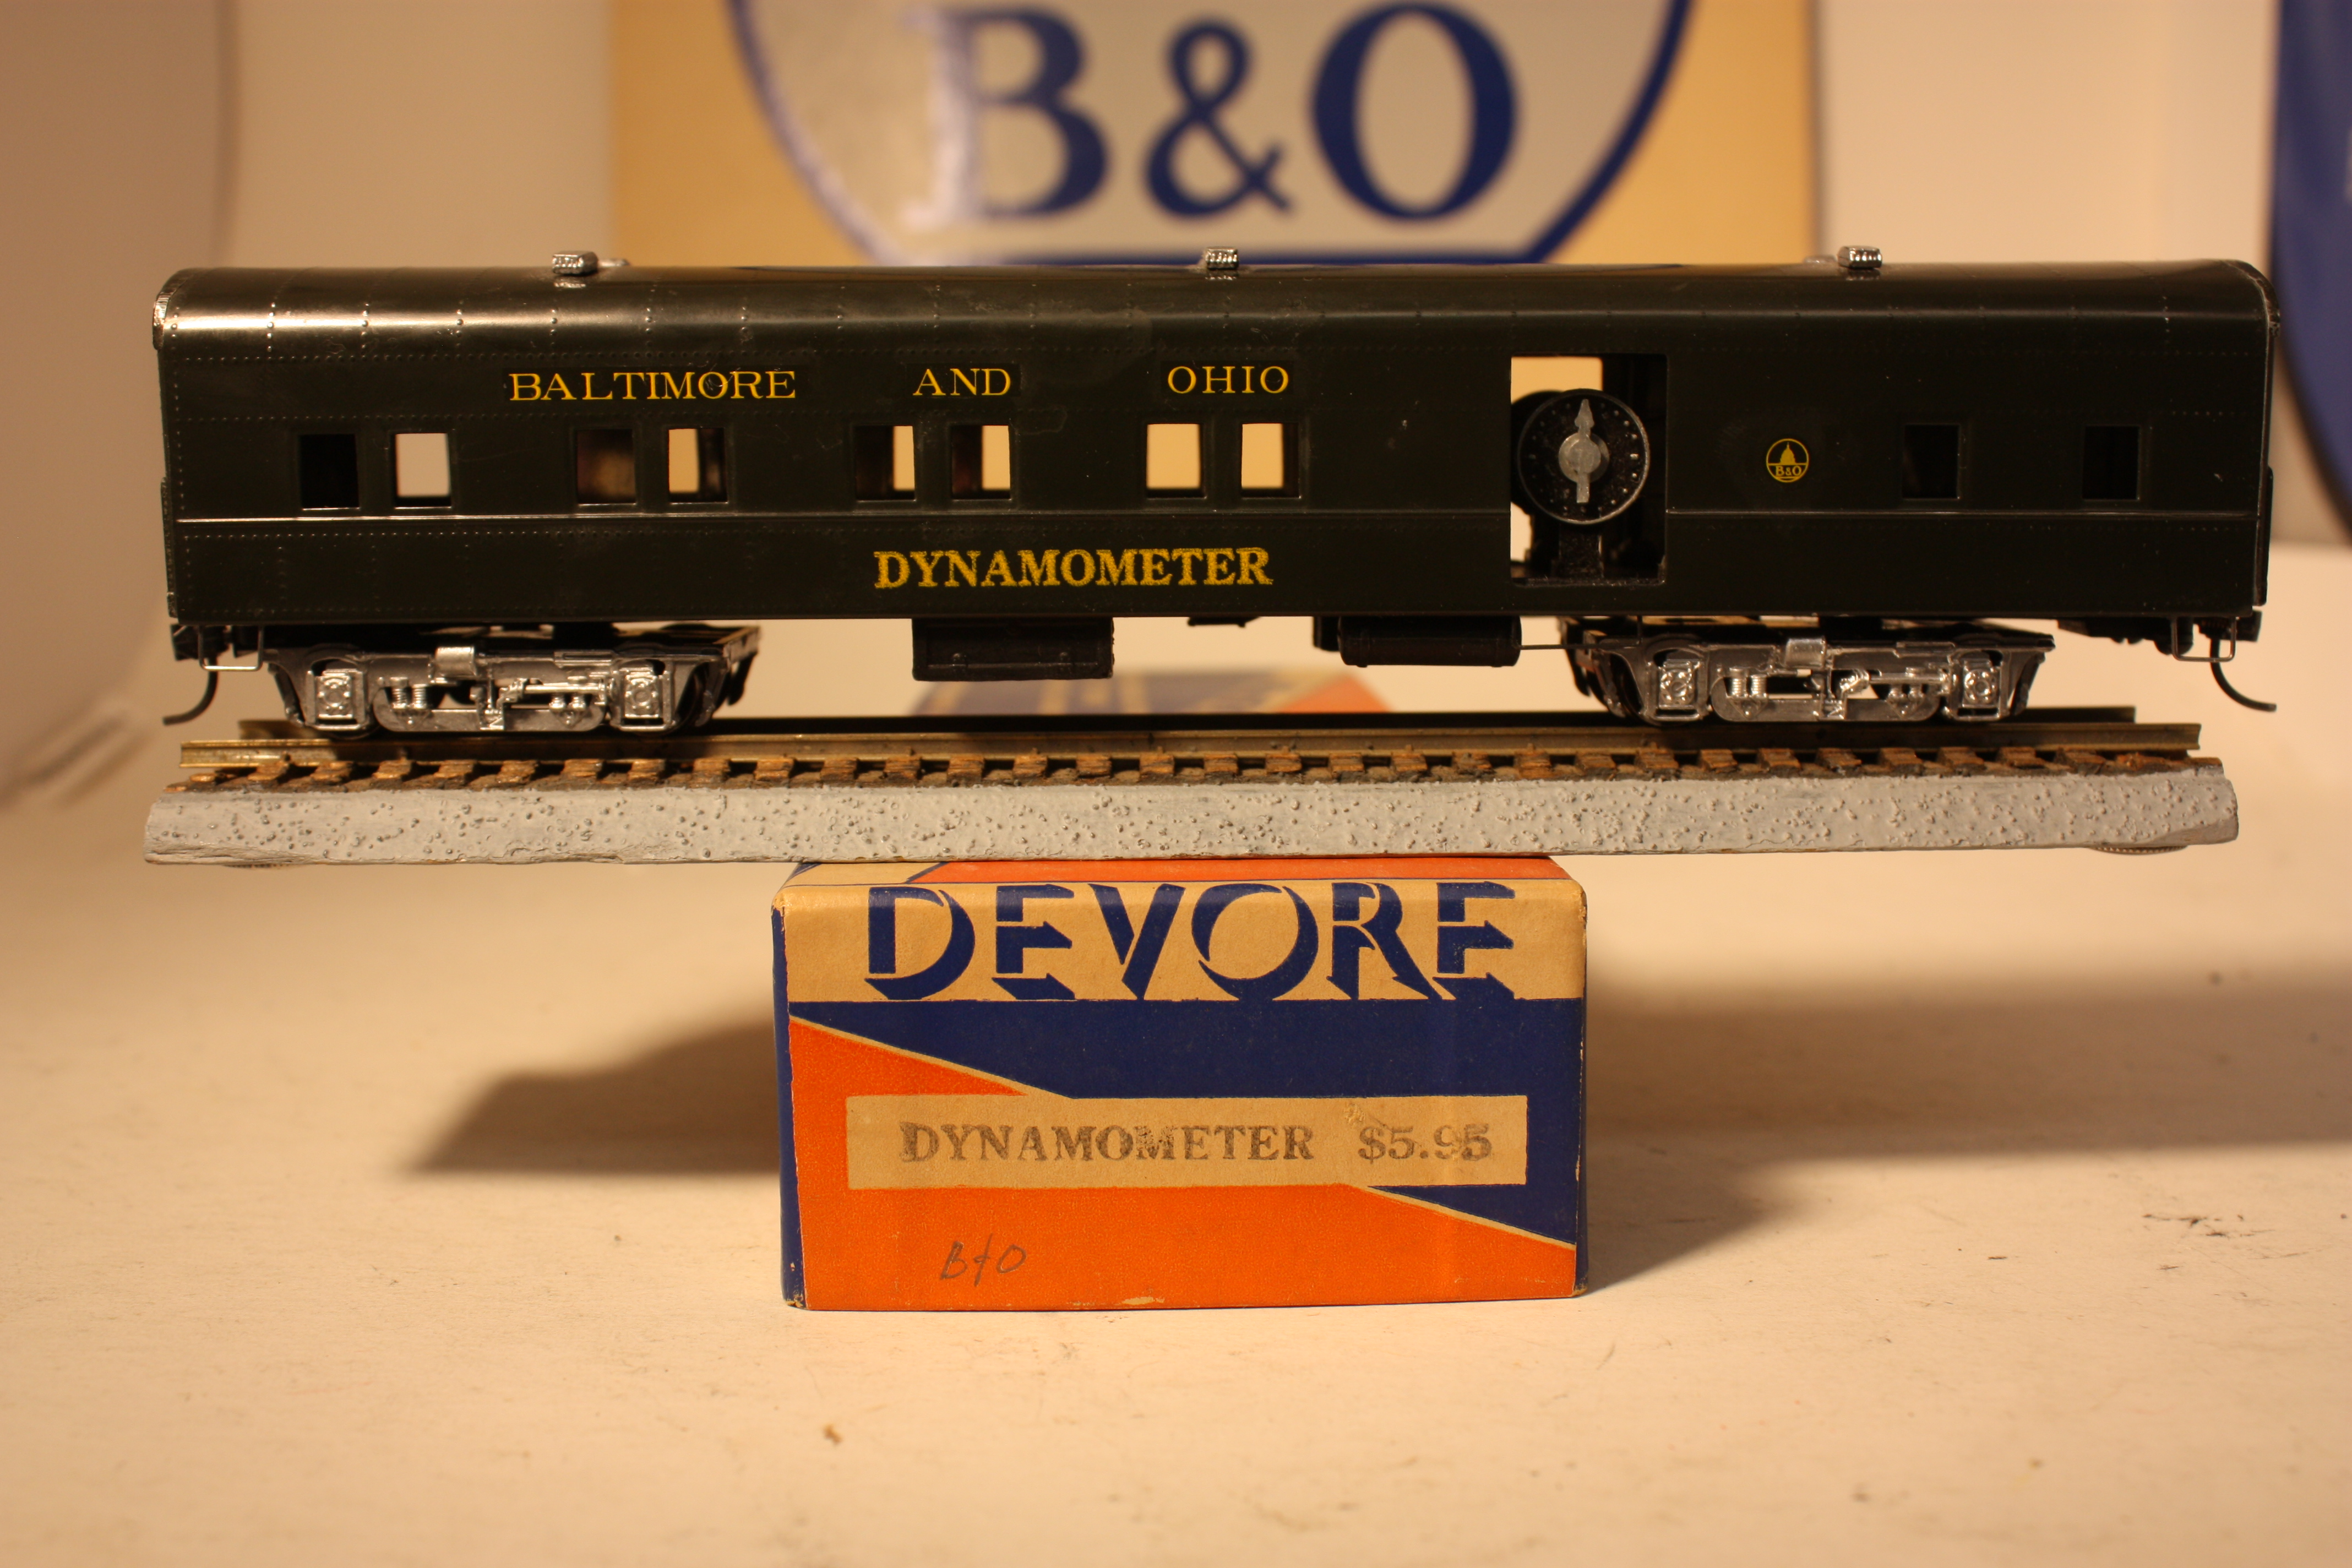 B&O
BALTIMORE AND OHIO
B&O
DYNAMOMETER
DEVORE
DYNAMOMETER $5.95
B+O